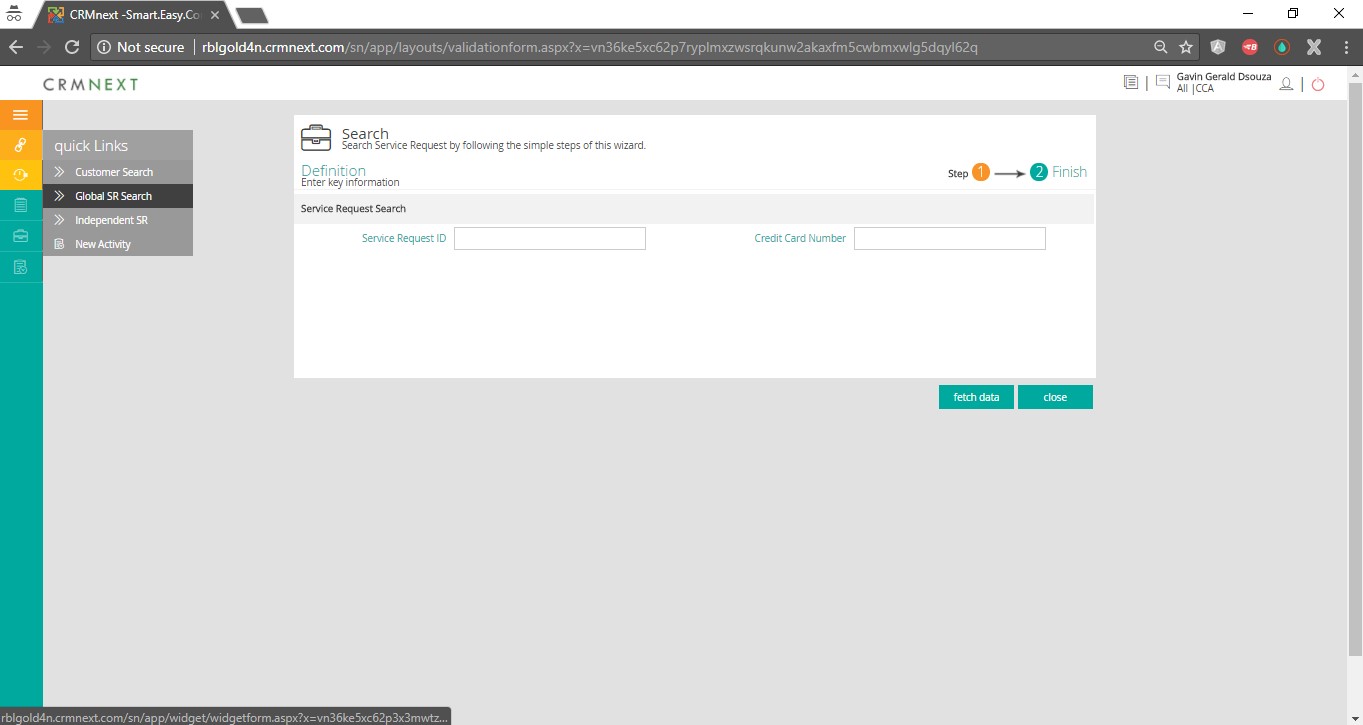 CRMnext -Smart.Easy.Co
Not secure | rblgold4n.crmnext.com/sn/app/layouts/validationform.aspx?x=vn36ke5xc62p7ryplmxzwsrqkunw2akaxfm5cwbmxwlg5dqyl62q
CRMNEXT
Gavin Gerald Dsouza
All |CCA
quick Links
Customer Search
Global SR Search
Independent SR
New Activity
Search
Search Service Request by following the simple steps of this wizard.
Definition
Enter key information
Step 1 2 Finish
Service Request Search
Service Request ID
Credit Card Number
fetch data
close
rblgold4n.crmnext.com/sn/app/widget/widgetform.aspx?x=vn36ke5xc62p3x3mwtz...